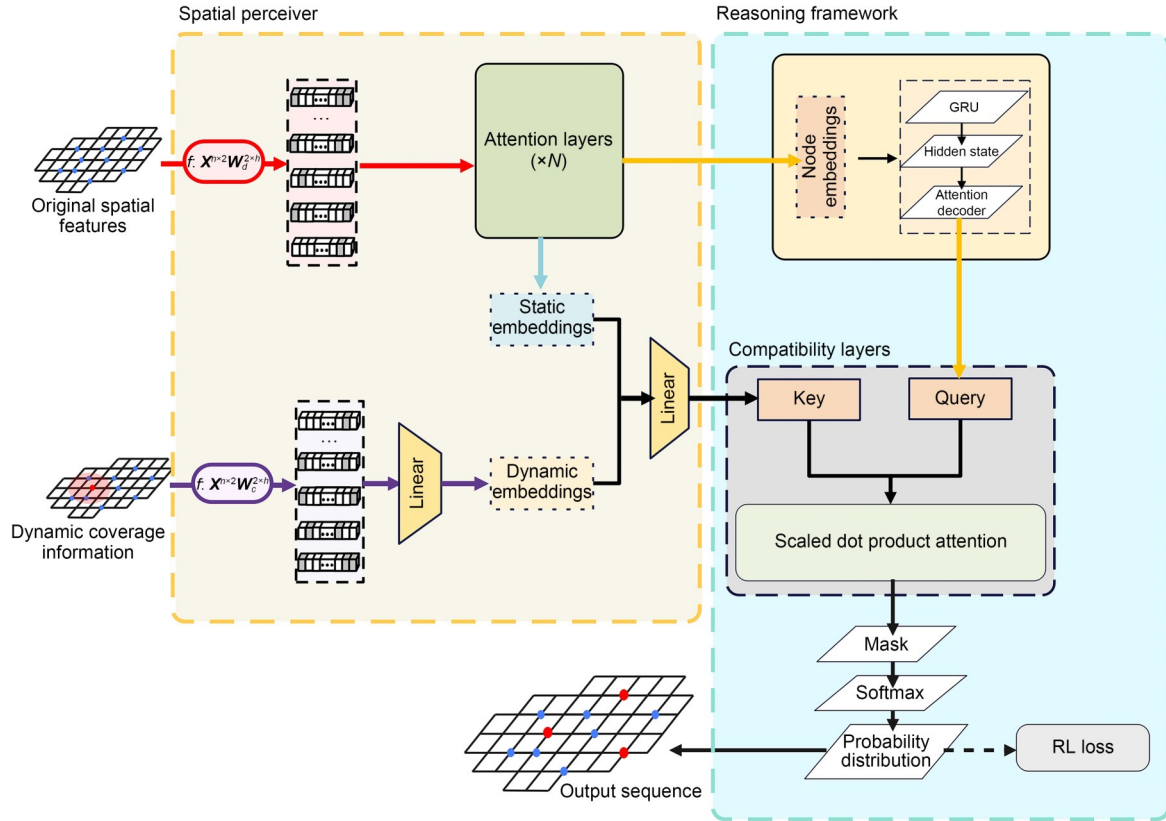 Spatial perceiver
Reasoning framework
Original spatial
features
f: X^{n×2}W_d^{2×h}
...
Attention layers
(×N)
Node
embeddings
GRU
Hidden state
Attention
decoder
Static
embeddings
Linear
Compatibility layers
Key
Query
Dynamic coverage
information
f: X^{n×2}W_c^{2×h}
...
Linear
Dynamic
embeddings
Scaled dot product attention
Mask
Softmax
Probability
distribution
RL loss
Output sequence